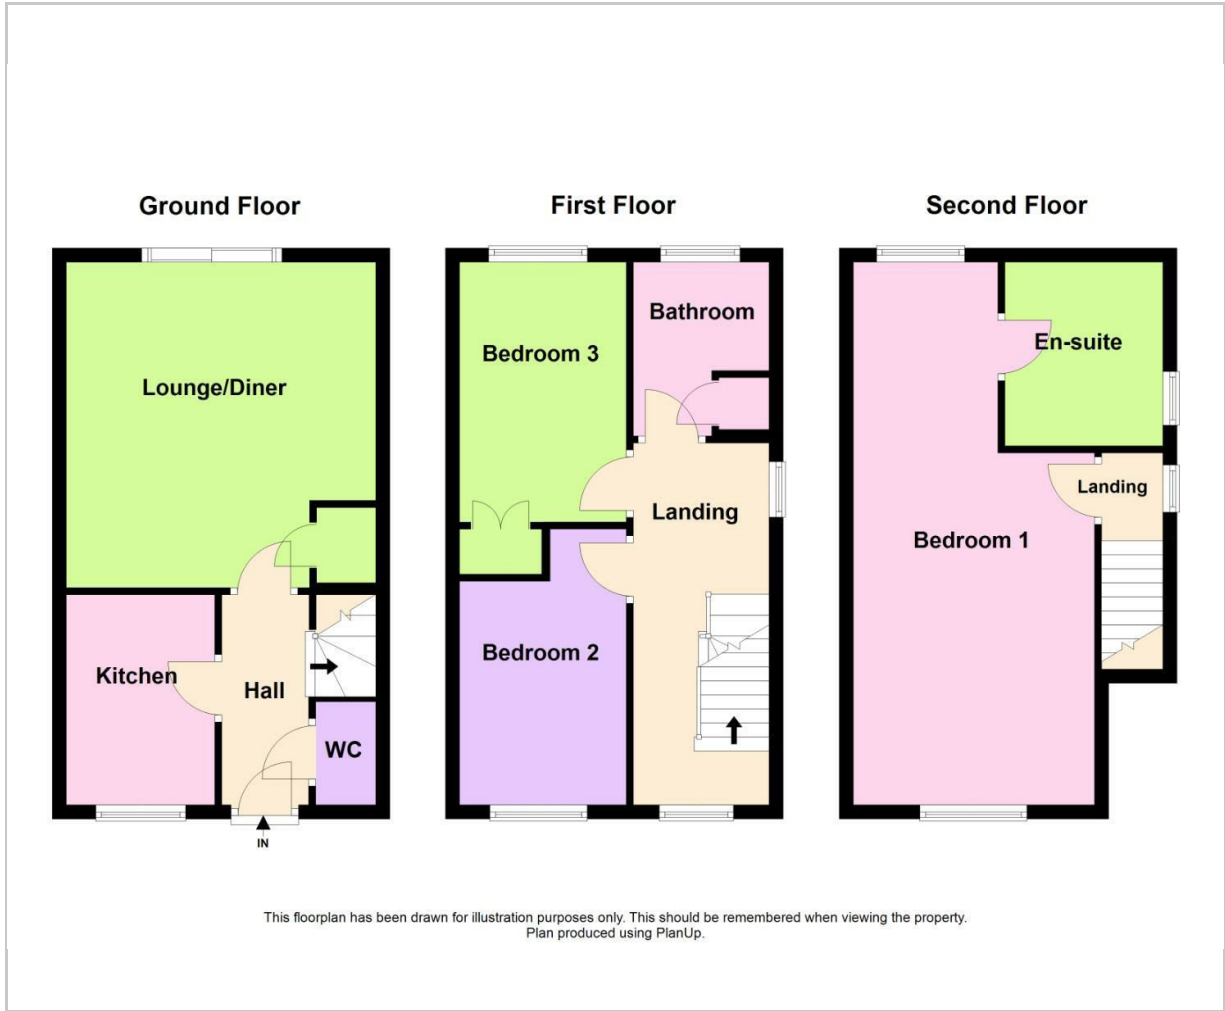 Ground Floor
First Floor
Second Floor
Lounge/Diner
Kitchen
Hall
WC
IN
Bedroom 3
Bathroom
Landing
Bedroom 2
En-suite
Landing
Bedroom 1
This floorplan has been drawn for illustration purposes only. This should be remembered when viewing the property.
Plan produced using PlanUp.